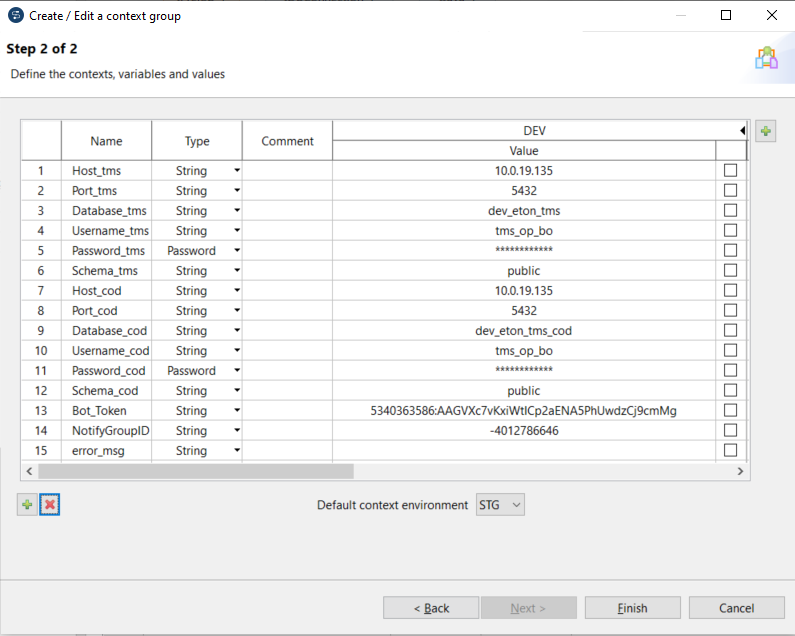 Create / Edit a context group
Step 2 of 2
Define the contexts, variables and values
Name Type Comment DEV
Value
1 Host_tms String 10.0.19.135
2 Port_tms String 5432
3 Database_tms String dev_eton_tms
4 Username_tms String tms_op_bo
5 Password_tms Password ************
6 Schema_tms String public
7 Host_cod String 10.0.19.135
8 Port_cod String 5432
9 Database_cod String dev_eton_tms_cod
10 Username_cod String tms_op_bo
11 Password_cod Password ************
12 Schema_cod String public
13 Bot_Token String 5340363586:AAGVXc7vKxiWtICp2aENA5PhUwdzCj9cmMg
14 NotifyGroupID String -4012786646
15 error_msg String
Default context environment STG
< Back Next > Finish Cancel